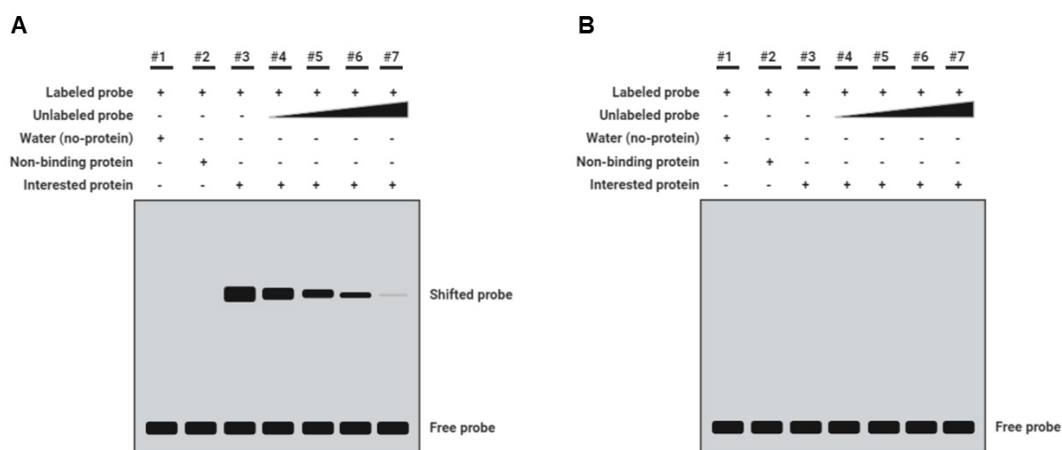 A
#1 #2 #3 #4 #5 #6 #7
Labeled probe + + + + + + +
Unlabeled probe - - -
Water (no-protein) + - - - - - -
Non-binding protein - + - - - - -
Interested protein - - + + + + +
Shifted probe
Free probe
B
#1 #2 #3 #4 #5 #6 #7
Labeled probe + + + + + + +
Unlabeled probe - - -
Water (no-protein) + - - - - - -
Non-binding protein - + - - - - -
Interested protein - - + + + + +
Free probe